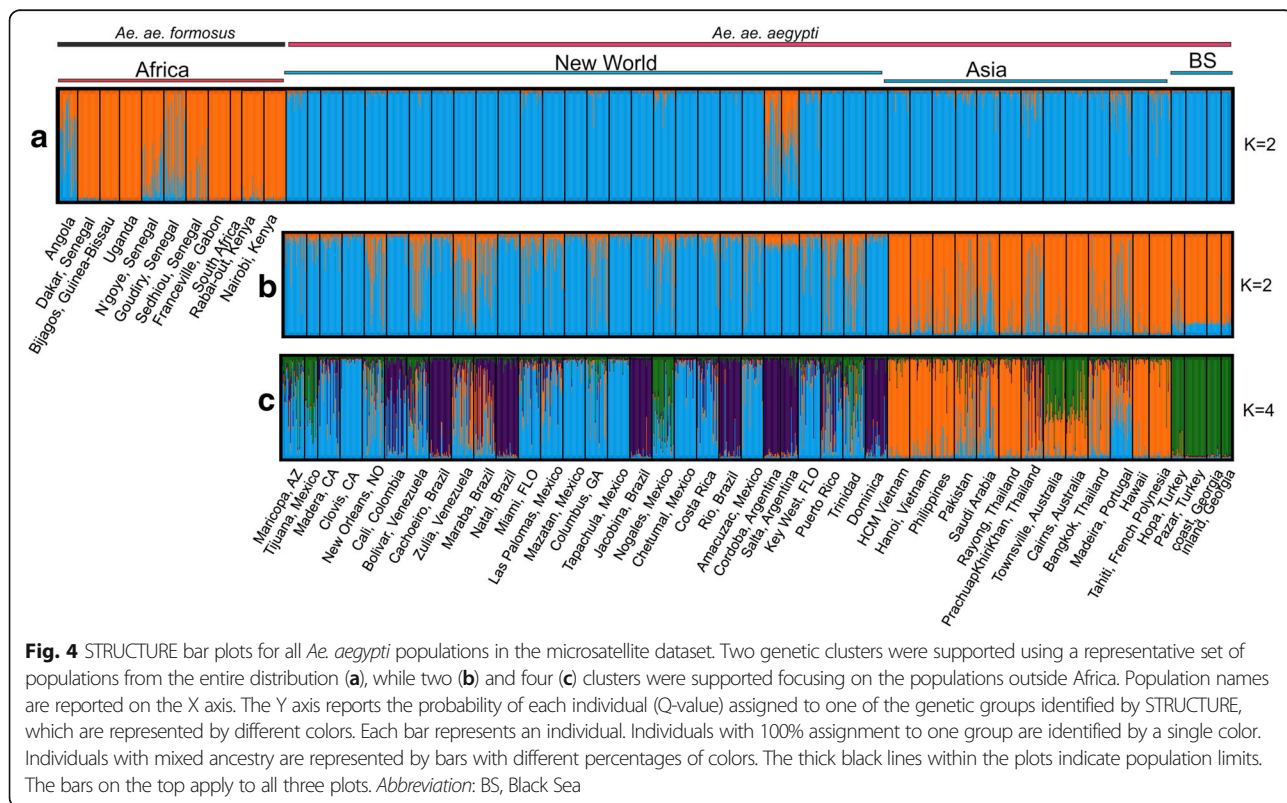 Ae. ae. formosus
Ae. ae. aegypti
Africa
New World
Asia
BS
a
K=2
Angola
Dakar, Senegal
Bijagos, Guinea-Bissau
Uganda
N'goye, Senegal
Goudiry, Senegal
Sedhiou, Senegal
Franceville, Gabon
South Africa
Rabai-out, Kenya
Nairobi, Kenya
b
K=2
c
K=4
Maricopa, AZ
Tijuana, Mexico
Madera, CA
Clovis, CA
New Orleans, NO
Cali, Colombia
Bolivar, Venezuela
Cachoeiro, Brazil
Zulia, Venezuela
Maraba, Brazil
Natal, Brazil
Miami, FLO
Las Palomas, Mexico
Mazatan, Mexico
Columbus, GA
Tapachula, Mexico
Jacobina, Brazil
Nogales, Mexico
Chetumal, Mexico
Costa Rica
Rio, Brazil
Amacuzac, Mexico
Cordoba, Argentina
Salta, Argentina
Key West, FLO
Puerto Rico
Trinidad
Dominica
HCM Vietnam
Hanoi, Vietnam
Philippines
Pakistan
Saudi Arabia
Rayong, Thailand
PrachuapKhiriKhan, Thailand
Townsville, Australia
Cairns, Australia
Bangkok, Thailand
Madeira, Portugal
Hawaii
Tahiti, French Polynesia
Hopa, Turkey
Pazar, Turkey
coast, Georgia
inland, Georgia
Fig. 4 STRUCTURE bar plots for all Ae. aegypti populations in the microsatellite dataset. Two genetic clusters were supported using a representative set of
populations from the entire distribution (a), while two (b) and four (c) clusters were supported focusing on the populations outside Africa. Population names
are reported on the X axis. The Y axis reports the probability of each individual (Q-value) assigned to one of the genetic groups identified by STRUCTURE,
which are represented by different colors. Each bar represents an individual. Individuals with 100% assignment to one group are identified by a single color.
Individuals with mixed ancestry are represented by bars with different percentages of colors. The thick black lines within the plots indicate population limits.
The bars on the top apply to all three plots. Abbreviation: BS, Black Sea